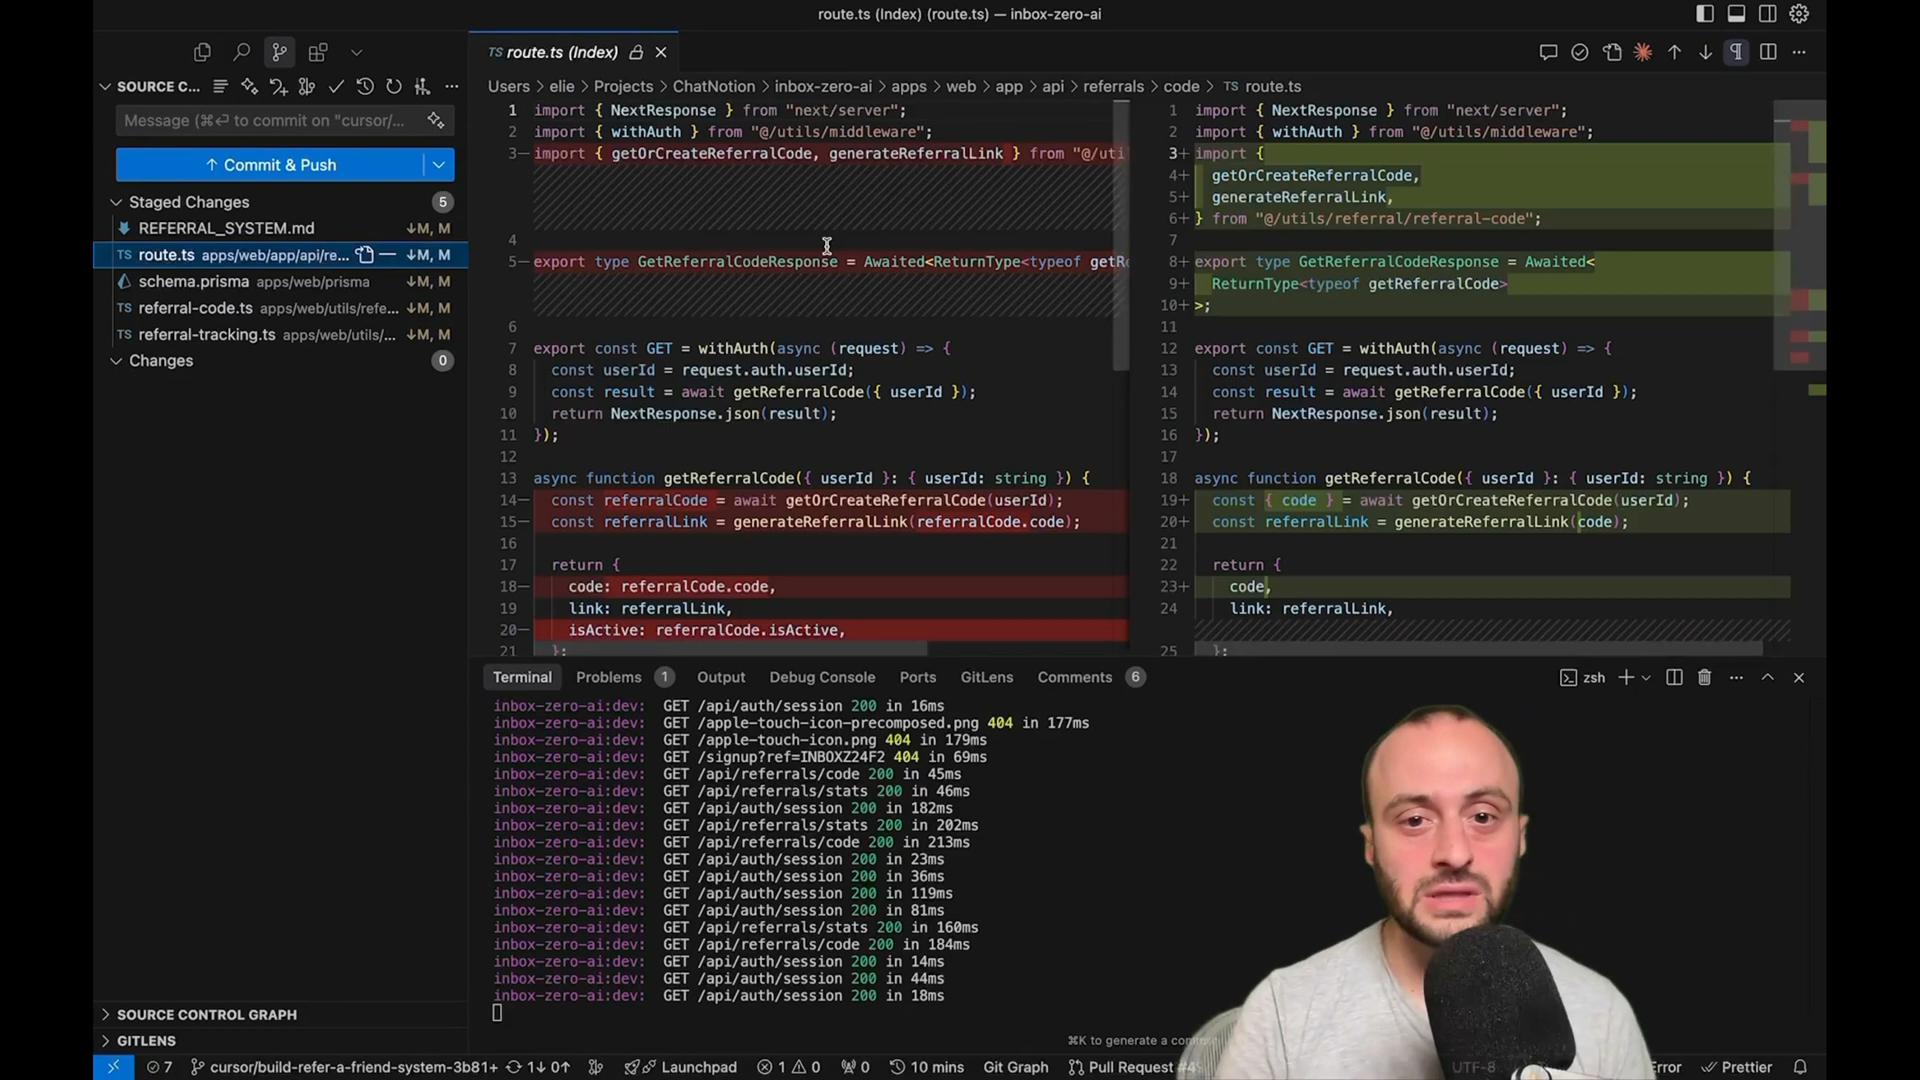 route.ts (Index) (route.ts) — inbox-zero-ai
SOURCE C...
Message (⌘⏎ to commit on "cursor/...
Commit & Push
Staged Changes 5
REFERRAL_SYSTEM.md ↓M, M
TS route.ts apps/web/app/api/re... ↓M, M
schema.prisma apps/web/prisma
TS referral-code.ts apps/web/utils/refe... ↓M, M
TS referral-tracking.ts apps/web/utils/... ↓M, M
Changes 0
SOURCE CONTROL GRAPH
GITLENS
TS route.ts (Index)
Users > elie > Projects > ChatNotion > inbox-zero-ai > apps > web > app > api > referrals > code > TS route.ts
1 import { NextResponse } from "next/server";
2 import { withAuth } from "@/utils/middleware";
3— import { getOrCreateReferralCode, generateReferralLink } from "@/uti
4
5— export type GetReferralCodeResponse = Awaited<ReturnType<typeof getR
6
7 export const GET = withAuth(async (request) => {
8 const userId = request.auth.userId;
9 const result = await getReferralCode({ userId });
10 return NextResponse.json(result);
11 });
12
13 async function getReferralCode({ userId }: { userId: string }) {
14— const referralCode = await getOrCreateReferralCode(userId);
15— const referralLink = generateReferralLink(referralCode.code);
16
17 return {
18— code: referralCode.code,
19 link: referralLink,
20— isActive: referralCode.isActive,
21 };
1 import { NextResponse } from "next/server";
2 import { withAuth } from "@/utils/middleware";
3+ import {
4+ getOrCreateReferralCode,
5+ generateReferralLink,
6+ } from "@/utils/referral/referral-code";
7
8+ export type GetReferralCodeResponse = Awaited<
9+ ReturnType<typeof getReferralCode>
10+ >;
11
12 export const GET = withAuth(async (request) => {
13 const userId = request.auth.userId;
14 const result = await getReferralCode({ userId });
15 return NextResponse.json(result);
16 });
17
18 async function getReferralCode({ userId }: { userId: string }) {
19+ const { code } = await getOrCreateReferralCode(userId);
20+ const referralLink = generateReferralLink(code);
21
22 return {
23+ code,
24 link: referralLink,
25 };
Terminal Problems 1 Output Debug Console Ports GitLens Comments 6
zsh
inbox-zero-ai:dev: GET /api/auth/session 200 in 16ms
inbox-zero-ai:dev: GET /apple-touch-icon-precomposed.png 404 in 177ms
inbox-zero-ai:dev: GET /apple-touch-icon.png 404 in 179ms
inbox-zero-ai:dev: GET /signup?ref=INBOXZ24F2 404 in 69ms
inbox-zero-ai:dev: GET /api/referrals/code 200 in 45ms
inbox-zero-ai:dev: GET /api/referrals/stats 200 in 46ms
inbox-zero-ai:dev: GET /api/auth/session 200 in 182ms
inbox-zero-ai:dev: GET /api/referrals/stats 200 in 202ms
inbox-zero-ai:dev: GET /api/referrals/code 200 in 213ms
inbox-zero-ai:dev: GET /api/auth/session 200 in 23ms
inbox-zero-ai:dev: GET /api/auth/session 200 in 36ms
inbox-zero-ai:dev: GET /api/auth/session 200 in 119ms
inbox-zero-ai:dev: GET /api/auth/session 200 in 81ms
inbox-zero-ai:dev: GET /api/referrals/stats 200 in 160ms
inbox-zero-ai:dev: GET /api/referrals/code 200 in 184ms
inbox-zero-ai:dev: GET /api/auth/session 200 in 14ms
inbox-zero-ai:dev: GET /api/auth/session 200 in 44ms
inbox-zero-ai:dev: GET /api/auth/session 200 in 18ms
⌘K to generate a comm
7 cursor/build-refer-a-friend-system-3b81+ 1↓ 0↑ Launchpad 1 0 0 10 mins Git Graph Pull Request UTF-8 Error Prettier